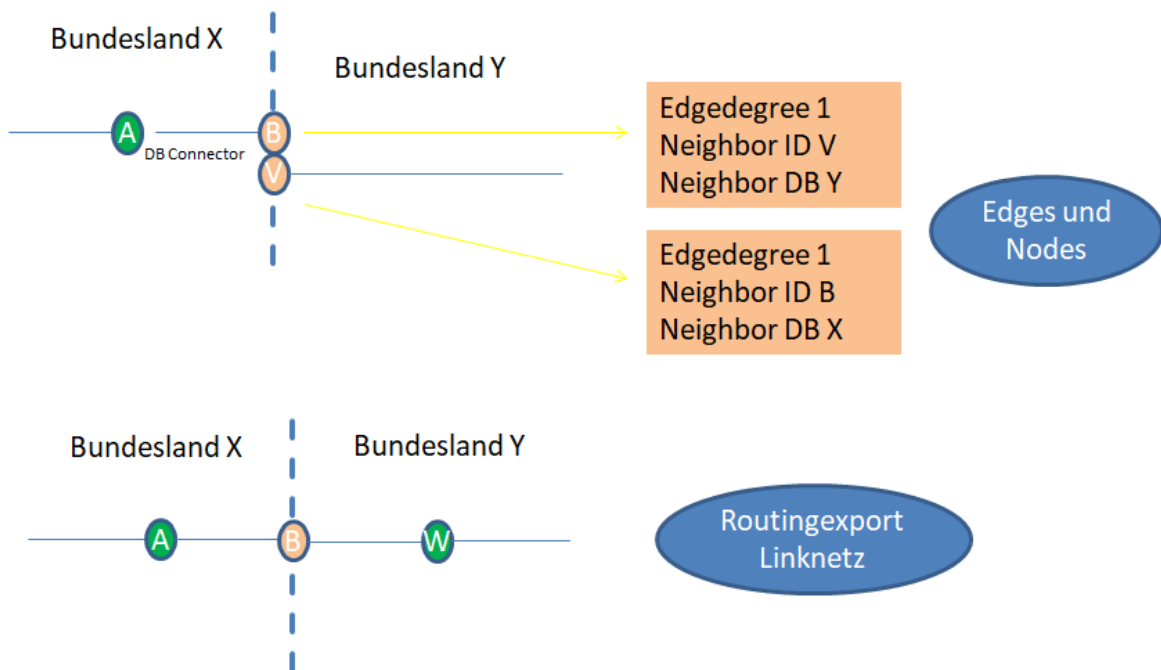 Bundesland X
Bundesland Y
A
DB Connector
B
V
Edgedegree 1
Neighbor ID V
Neighbor DB Y
Edgedegree 1
Neighbor ID B
Neighbor DB X
Edges und
Nodes
Bundesland X
Bundesland Y
A
B
W
Routingexport
Linknetz